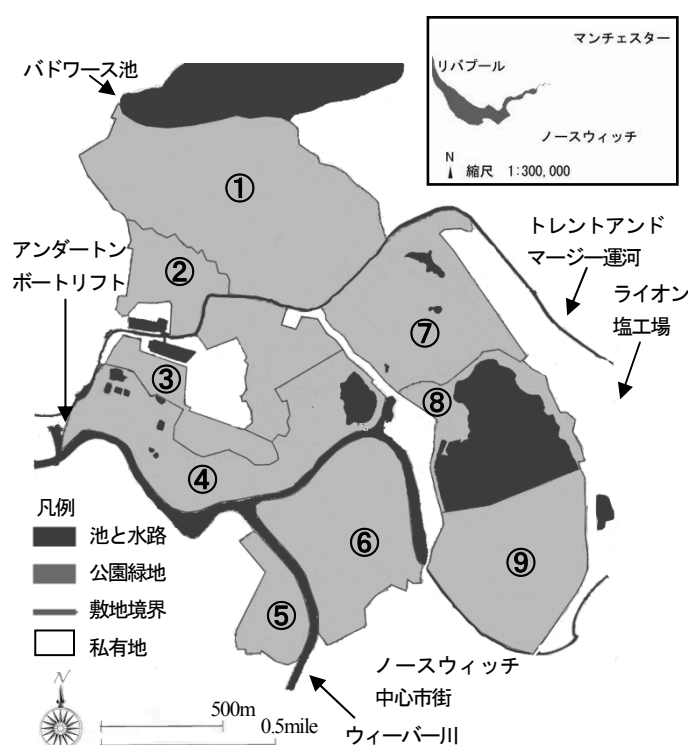 バドワース池
マンチェスター
リバプール
ノースウィッチ
N
縮尺 1:300,000
①
トレントアンド
マージー運河
アンダートン
ボートリフト
②
ライオン
塩工場
⑦
③
⑧
④
凡例
池と水路
公園緑地
敷地境界
私有地
⑥
⑨
⑤
ノースウィッチ
中心市街
N
500m
0.5mile
ウィーバー川